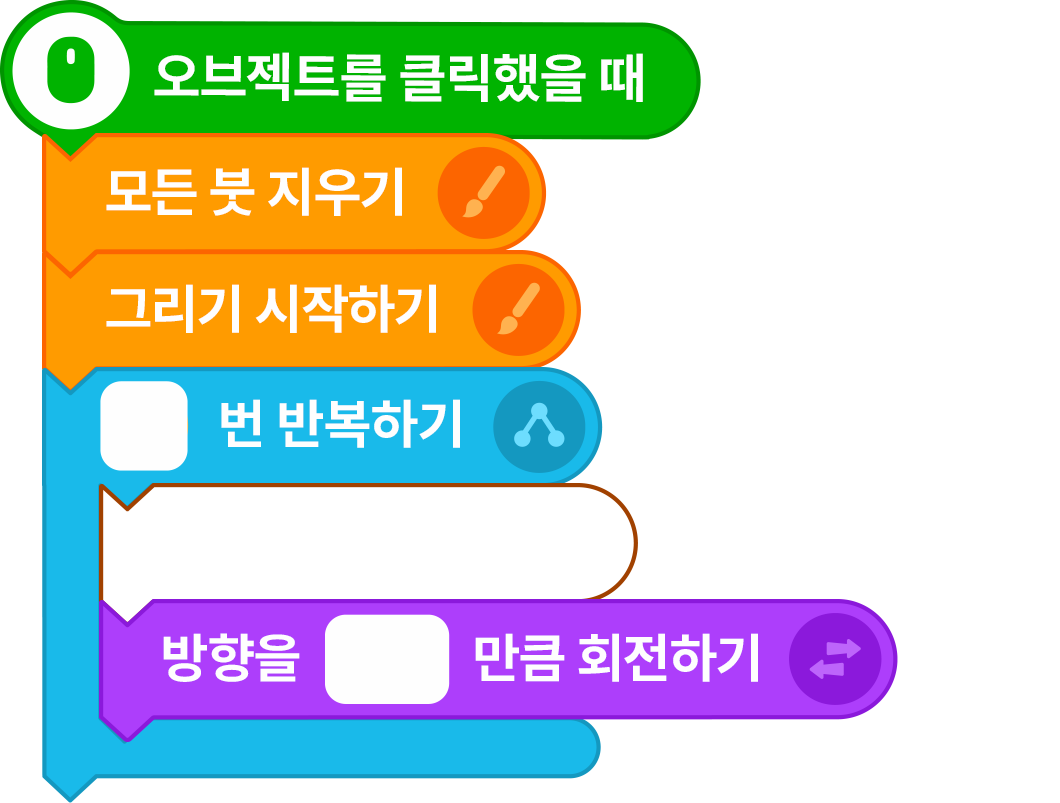 오브젝트를 클릭했을 때
모든 붓 지우기
그리기 시작하기
번 반복하기
방향을 만큼 회전하기